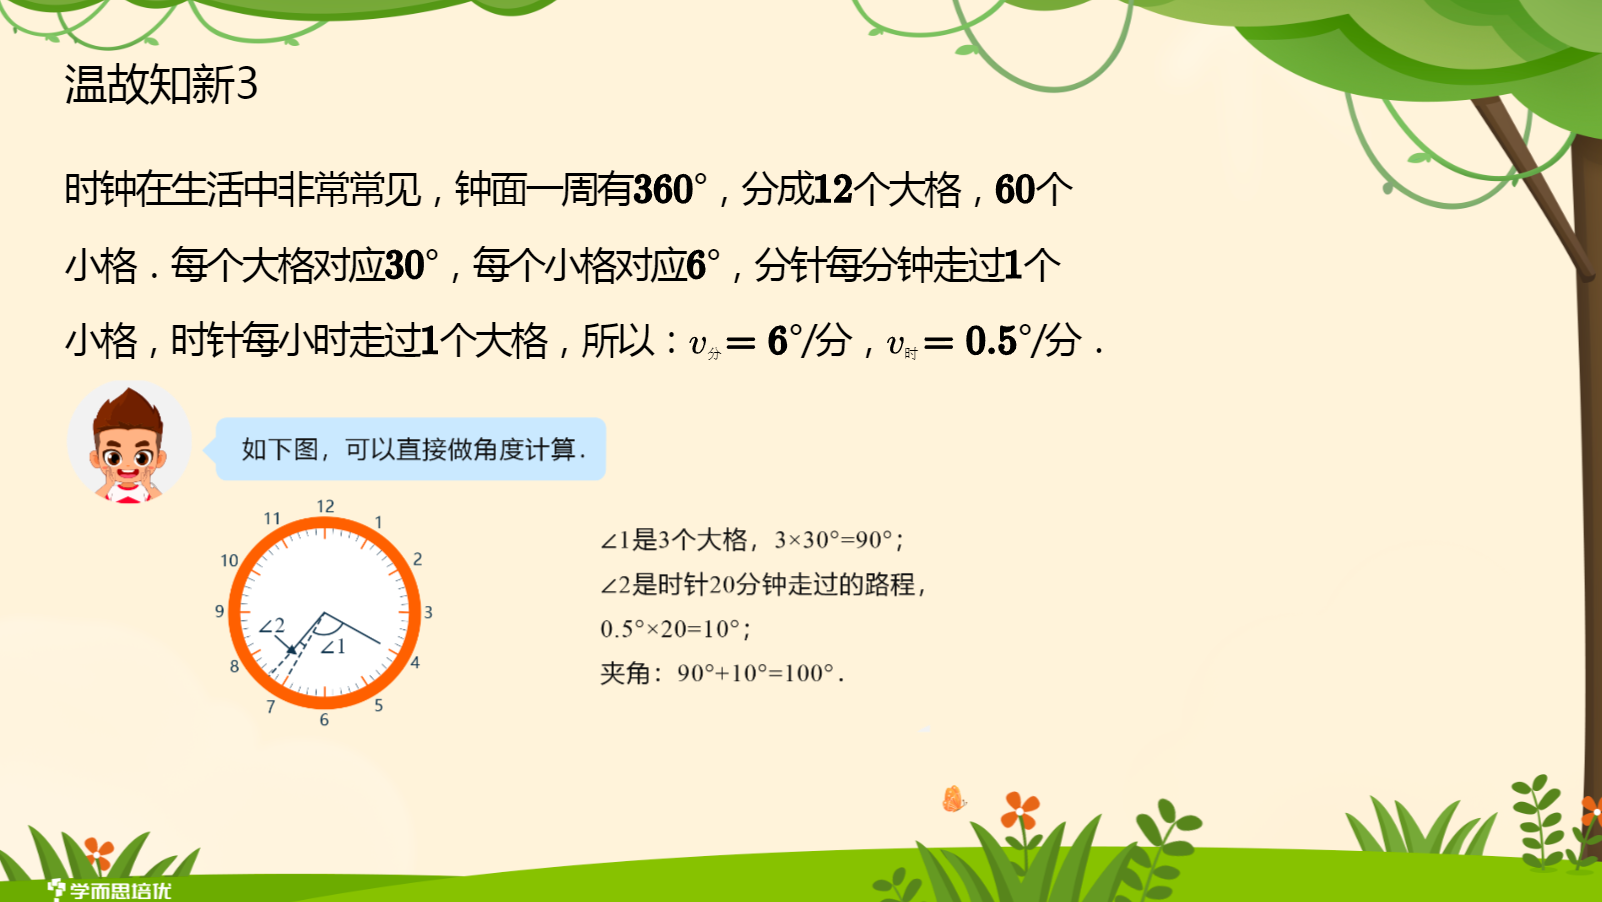 温故知新3
时钟在生活中非常常见，钟面一周有360°，分成12个大格，60个
小格．每个大格对应30°，每个小格对应6°，分针每分钟走过1个
小格，时针每小时走过1个大格，所以：v分 = 6°/分，v时 = 0.5°/分．
如下图，可以直接做角度计算．
12
11
1
10
2
9
3
∠2
∠1
8
4
7
5
6
∠1是3个大格，3×30°=90°；
∠2是时针20分钟走过的路程，
0.5°×20=10°；
夹角：90°+10°=100°．
学而思培优